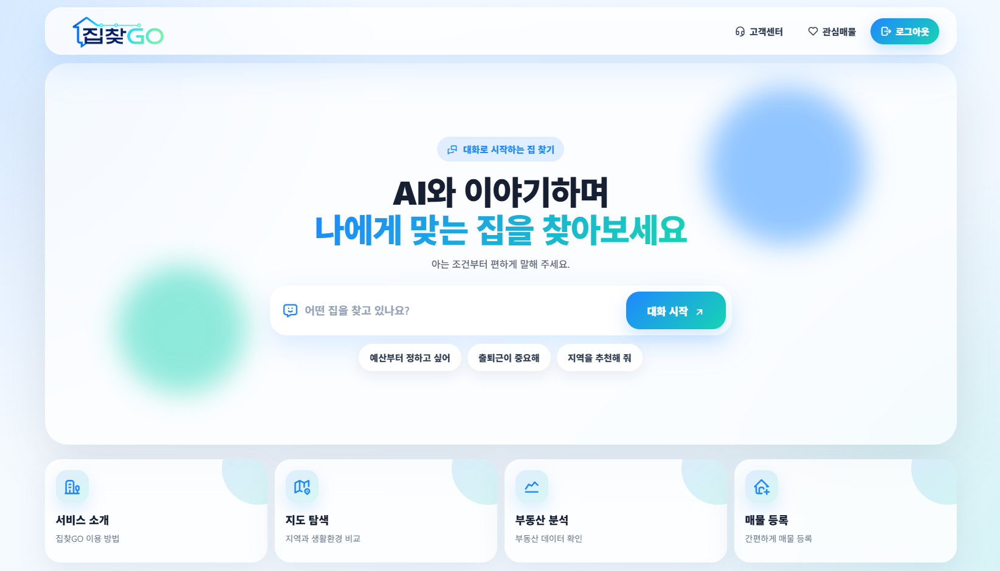 집찾GO
고객센터
관심매물
로그아웃
대화로 시작하는 집 찾기
AI와 이야기하며
나에게 맞는 집을 찾아보세요
아는 조건부터 편하게 말해 주세요.
어떤 집을 찾고 있나요?
대화 시작
예산부터 정하고 싶어
출퇴근이 중요해
지역을 추천해 줘
서비스 소개
집찾GO 이용 방법
지도 탐색
지역과 생활환경 비교
부동산 분석
부동산 데이터 확인
매물 등록
간편하게 매물 등록